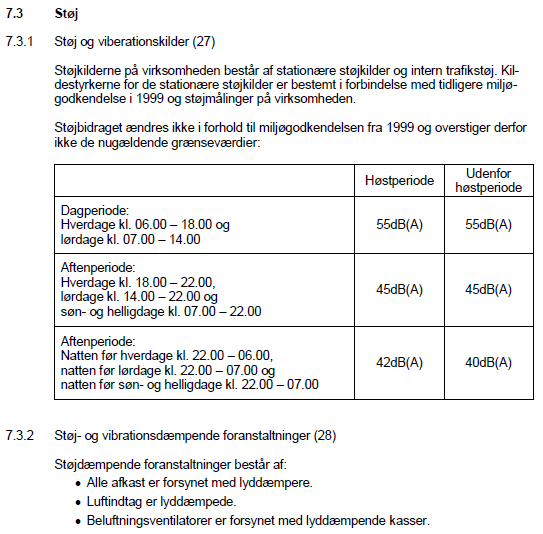 7.3 Støj
7.3.1 Støj og viberationskilder (27)
Støjkilderne på virksomheden består af stationære støjkilder og intern trafikstøj. Kil-
destyrkerne for de stationære støjkilder er bestemt i forbindelse med tidligere miljø-
godkendelse i 1999 og støjmålinger på virksomheden.
Støjbidraget ændres ikke i forhold til miljøgodkendelsen fra 1999 og overstiger derfor
ikke de nugældende grænseværdier:
Høstperiode
Udenfor
høstperiode
Dagperiode:
Hverdage kl. 06.00 – 18.00 og
lørdage kl. 07.00 – 14.00
55dB(A) 55dB(A)
Aftenperiode:
Hverdage kl. 18.00 – 22.00,
lørdage kl. 14.00 – 22.00 og
søn- og helligdage kl. 07.00 – 22.00
45dB(A) 45dB(A)
Aftenperiode:
Natten før hverdage kl. 22.00 – 06.00,
natten før lørdage kl. 22.00 – 07.00 og
natten før søn- og helligdage kl. 22.00 – 07.00
42dB(A) 40dB(A)
7.3.2 Støj- og vibrationsdæmpende foranstaltninger (28)
Støjdæmpende foranstaltninger består af:
• Alle afkast er forsynet med lyddæmpere.
• Luftindtag er lyddæmpede.
• Beluftningsventilatorer er forsynet med lyddæmpende kasser.